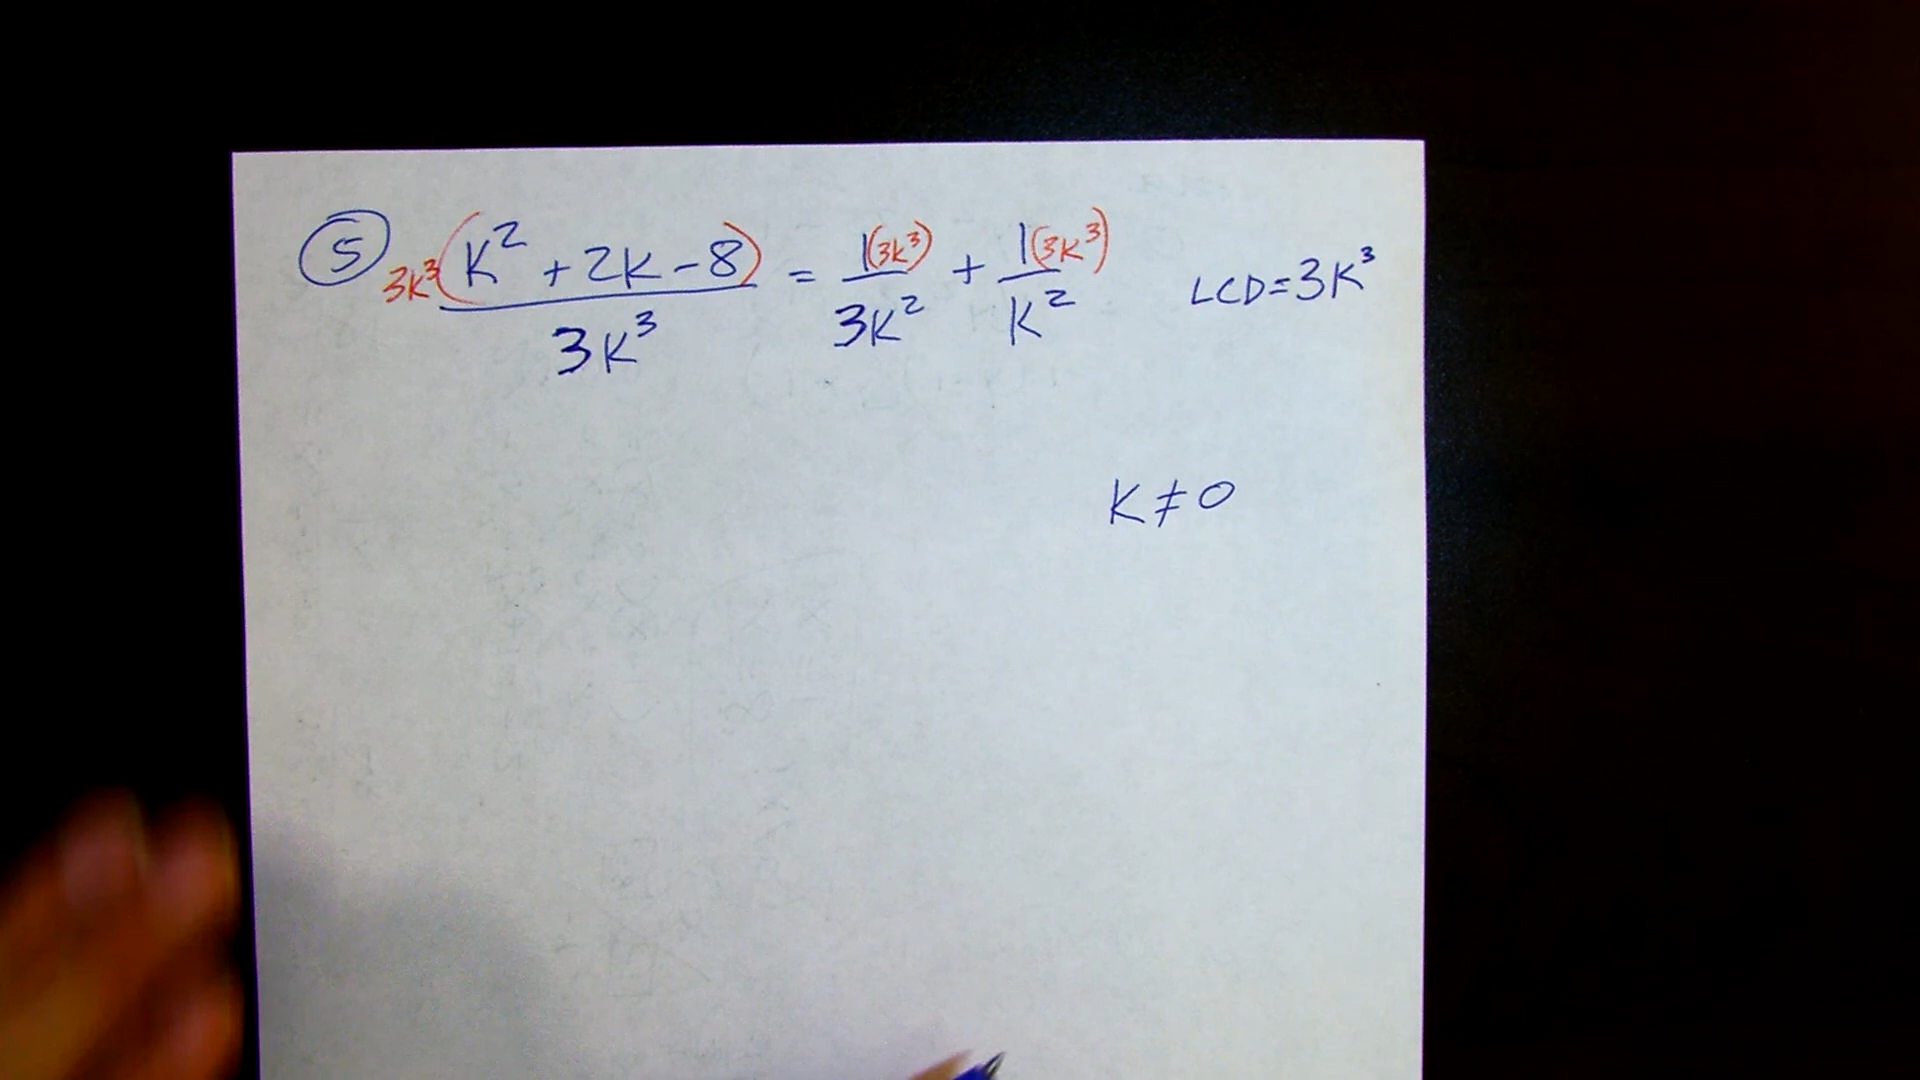 ⑤ 3k³(k² + 2k - 8) / 3k³ = 1(3k³) / 3k² + 1(3k³) / k² LCD = 3k³
k ≠ 0